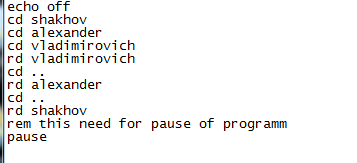 echo off
cd shakhov
cd alexander
cd vladimirovich
rd vladimirovich
cd ..
rd alexander
cd ..
rd shakhov
rem this need for pause of programm
pause